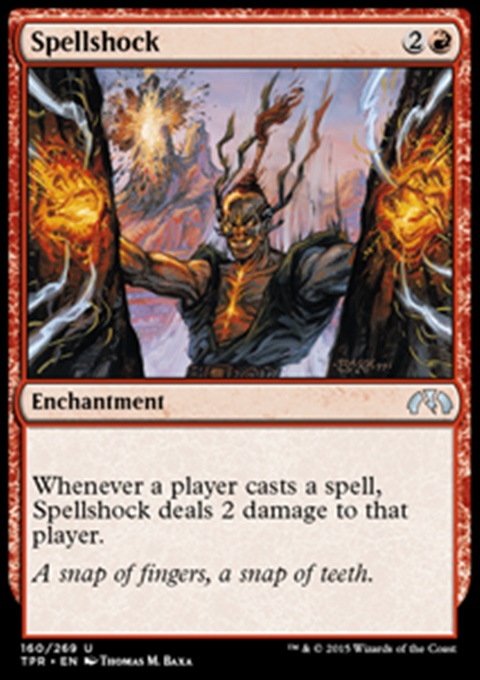 Spellshock 2
Enchantment
Whenever a player casts a spell,
Spellshock deals 2 damage to that
player.
A snap of fingers, a snap of teeth.
160/269 U
™ & © 2015 Wizards of the Coast
TPR • EN Thomas M. Baxa